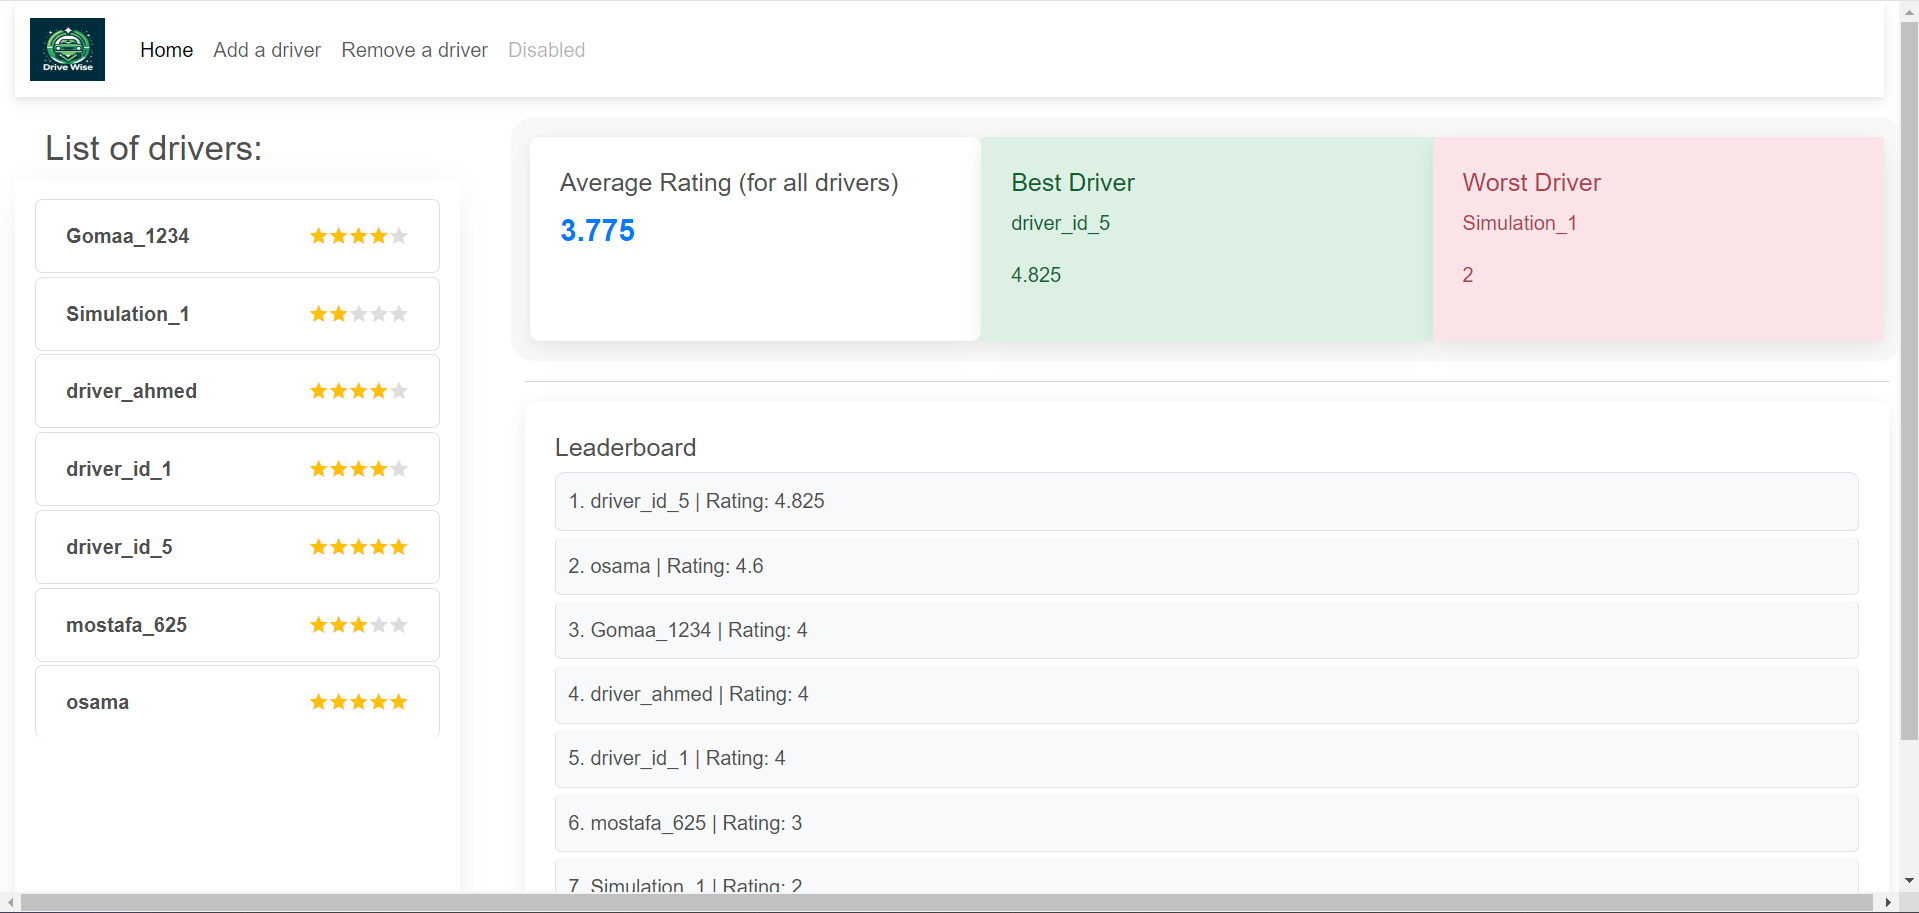 Drive Wise
Home Add a driver Remove a driver Disabled
List of drivers:
Gomaa_1234
Simulation_1
driver_ahmed
driver_id_1
driver_id_5
mostafa_625
osama
Average Rating (for all drivers)
3.775
Best Driver
driver_id_5
4.825
Worst Driver
Simulation_1
2
Leaderboard
1. driver_id_5 | Rating: 4.825
2. osama | Rating: 4.6
3. Gomaa_1234 | Rating: 4
4. driver_ahmed | Rating: 4
5. driver_id_1 | Rating: 4
6. mostafa_625 | Rating: 3
7. Simulation_1 | Rating: 2